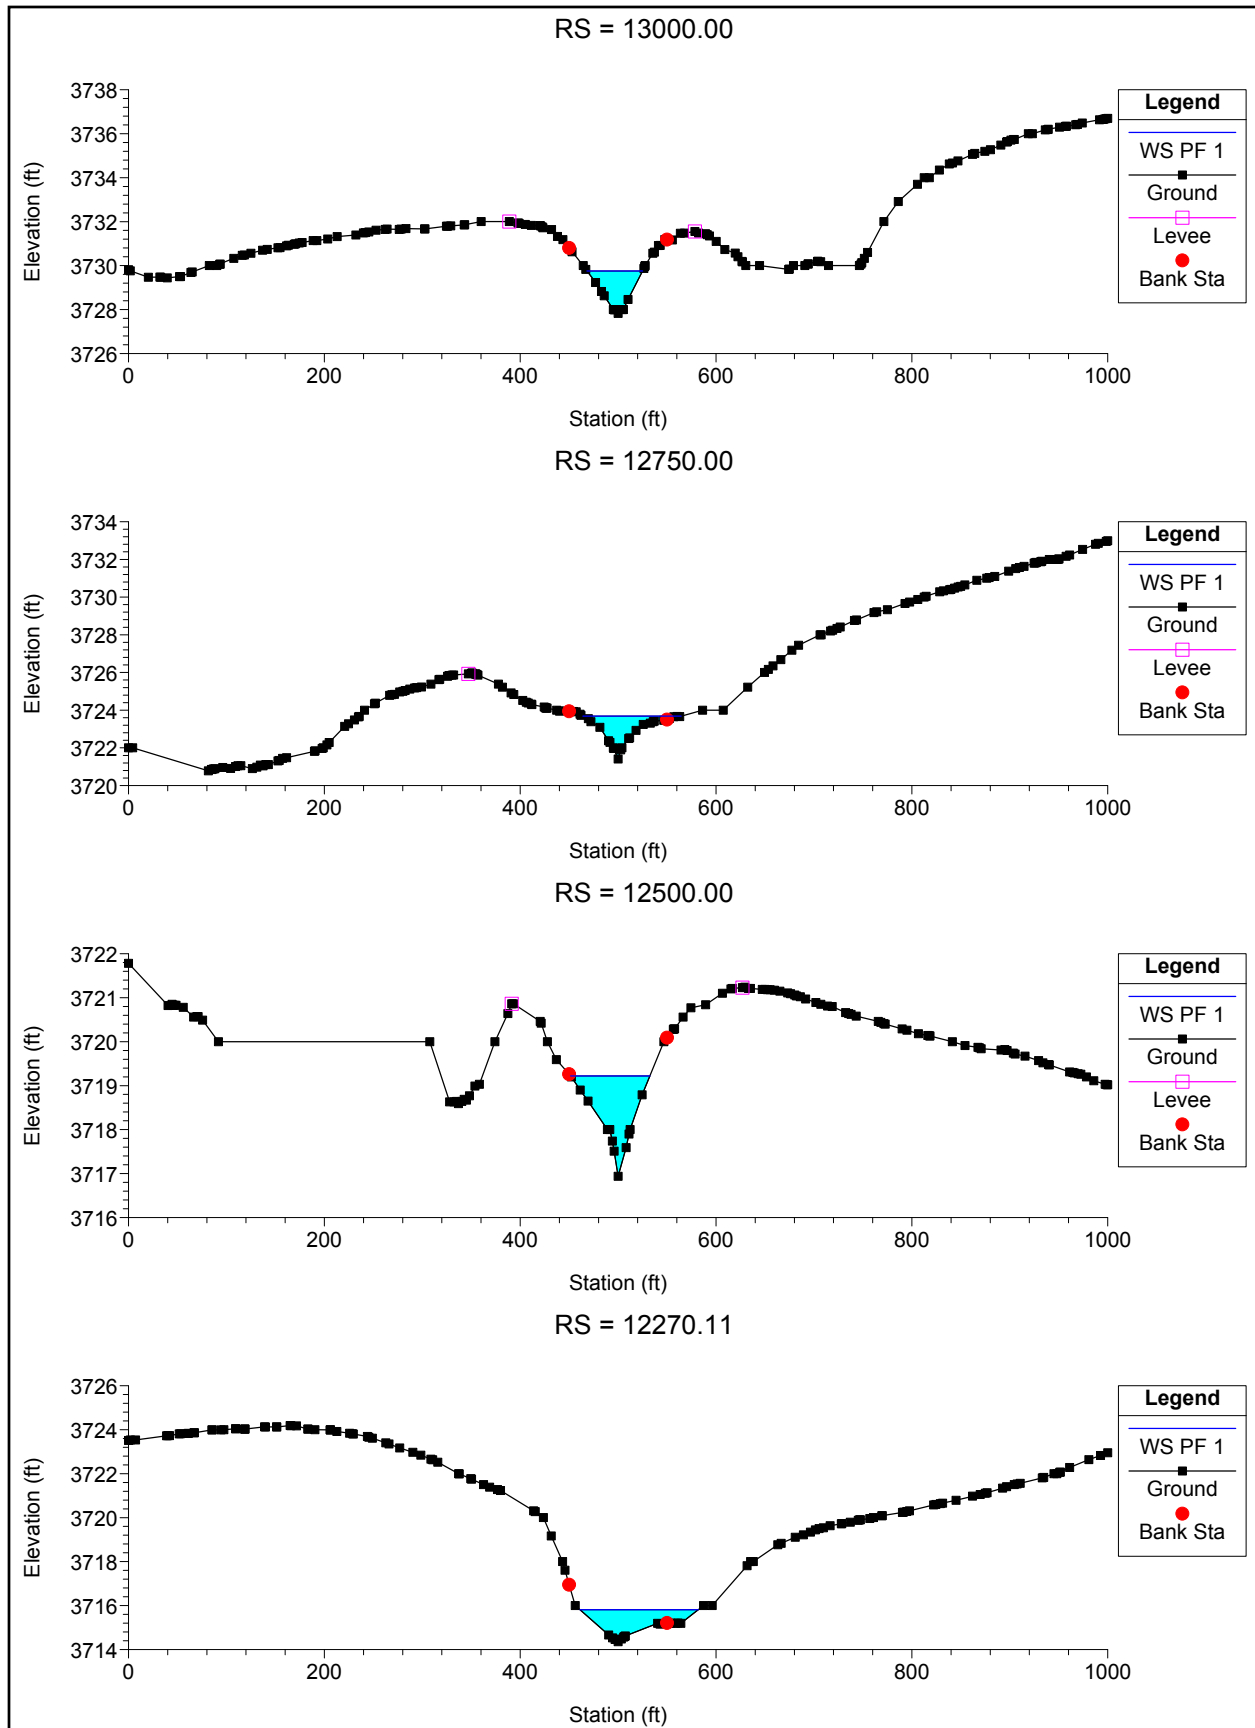 RS = 13000.00
Elevation (ft)
3738
3736
3734
3732
3730
3728
3726
0 200 400 600 800 1000
Station (ft)
Legend
WS PF 1
Ground
Levee
Bank Sta
RS = 12750.00
Elevation (ft)
3734
3732
3730
3728
3726
3724
3722
3720
0 200 400 600 800 1000
Station (ft)
Legend
WS PF 1
Ground
Levee
Bank Sta
RS = 12500.00
Elevation (ft)
3722
3721
3720
3719
3718
3717
3716
0 200 400 600 800 1000
Station (ft)
Legend
WS PF 1
Ground
Levee
Bank Sta
RS = 12270.11
Elevation (ft)
3726
3724
3722
3720
3718
3716
3714
0 200 400 600 800 1000
Station (ft)
Legend
WS PF 1
Ground
Bank Sta